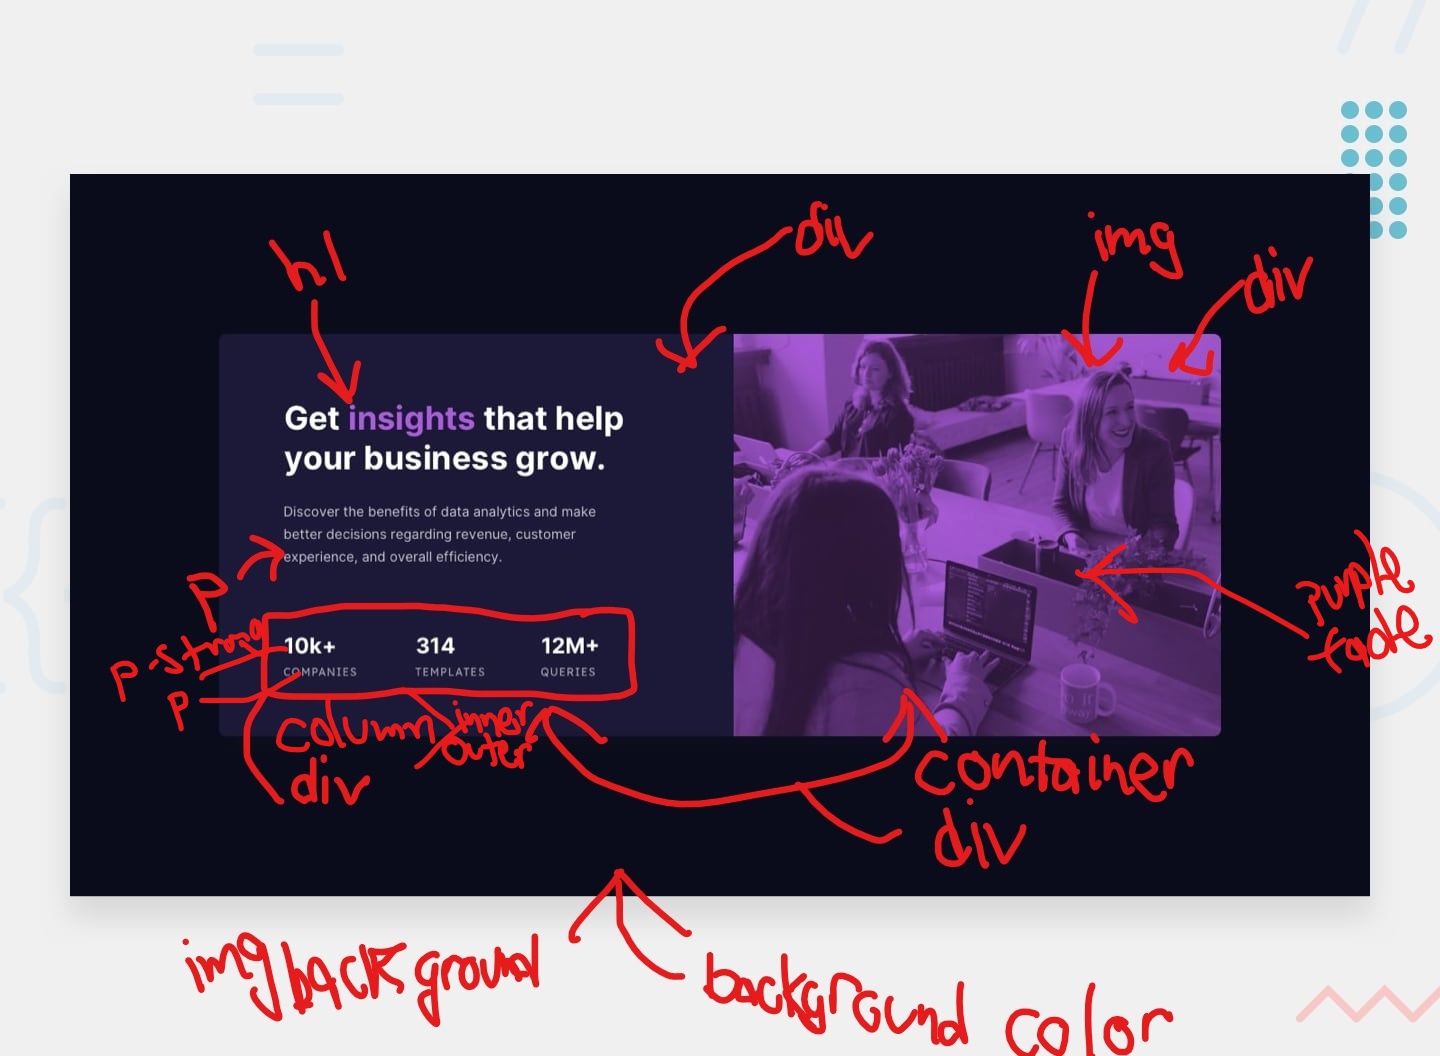 div
img
div
h1
Get insights that help
your business grow.
Discover the benefits of data analytics and make
better decisions regarding revenue, customer
experience, and overall efficiency.
p
purple
fade
p-strong
10k+ 314 12M+
p
COMPANIES TEMPLATES QUERIES
column
div
inner
outer
container
div
img background
background color